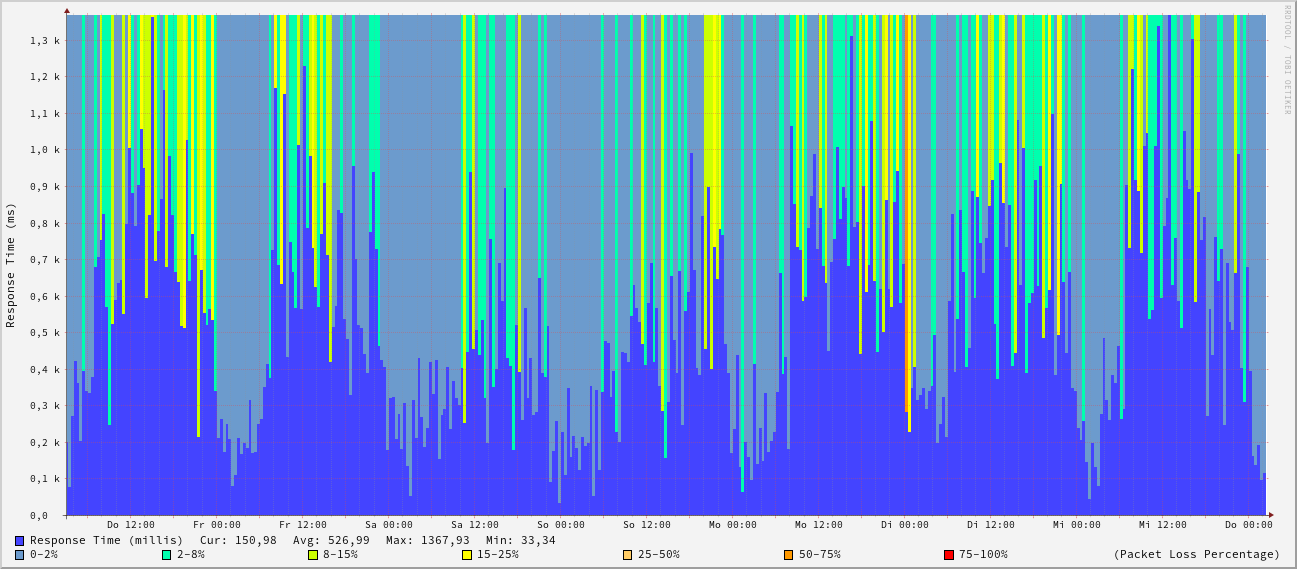 RRDTOOL / TOBI OETIKER
Response Time (ms)
1,3 k
1,2 k
1,1 k
1,0 k
0,9 k
0,8 k
0,7 k
0,6 k
0,5 k
0,4 k
0,3 k
0,2 k
0,1 k
0,0
Do 12:00 Fr 00:00 Fr 12:00 Sa 00:00 Sa 12:00 So 00:00 So 12:00 Mo 00:00 Mo 12:00 Di 00:00 Di 12:00 Mi 00:00 Mi 12:00 Do 00:00
Response Time (millis) Cur: 150,98 Avg: 526,99 Max: 1367,93 Min: 33,34
0-2% 2-8% 8-15% 15-25% 25-50% 50-75% 75-100% (Packet Loss Percentage)